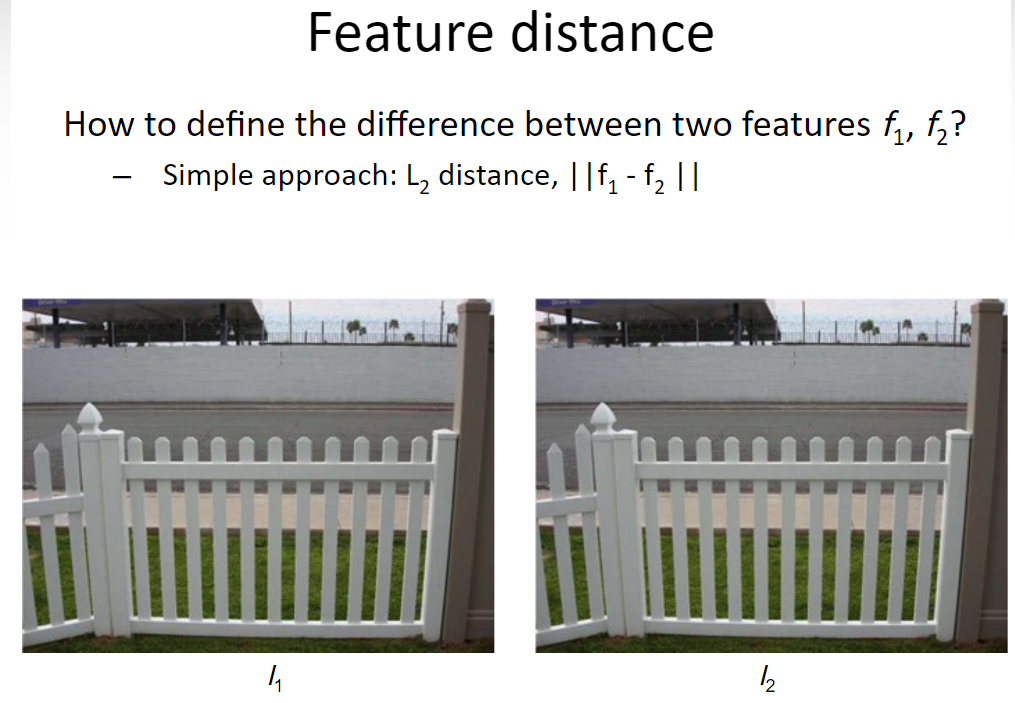 Feature distance
How to define the difference between two features f₁, f₂?
– Simple approach: L₂ distance, ||f₁ - f₂ ||
I₁
I₂